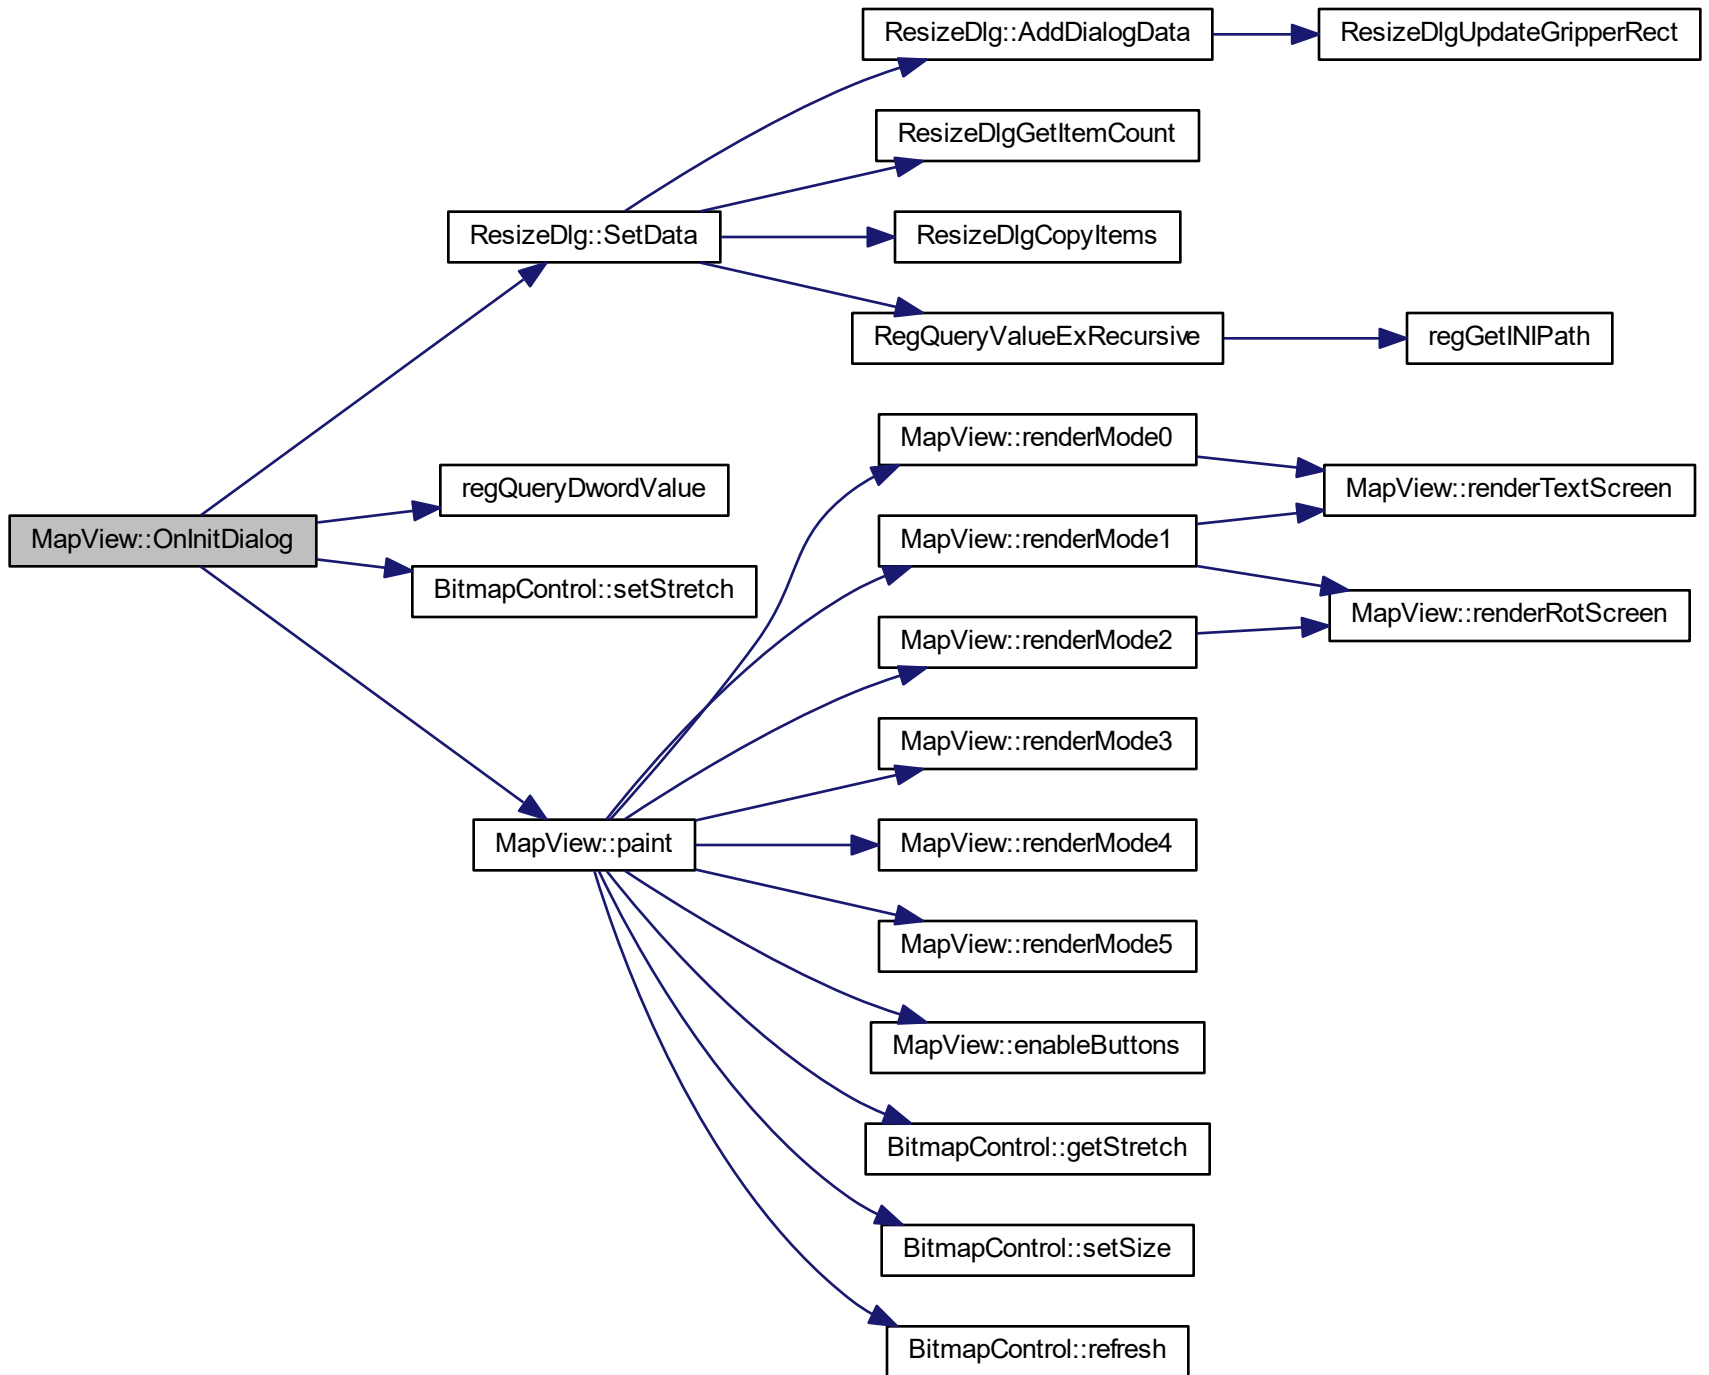 ResizeDlg::AddDialogData
ResizeDlgUpdateGripperRect
ResizeDlgGetItemCount
ResizeDlg::SetData
ResizeDlgCopyItems
RegQueryValueExRecursive
regGetINIPath
MapView::renderMode0
regQueryDwordValue
MapView::renderTextScreen
MapView::OnInitDialog
MapView::renderMode1
BitmapControl::setStretch
MapView::renderRotScreen
MapView::renderMode2
MapView::renderMode3
MapView::paint
MapView::renderMode4
MapView::renderMode5
MapView::enableButtons
BitmapControl::getStretch
BitmapControl::setSize
BitmapControl::refresh